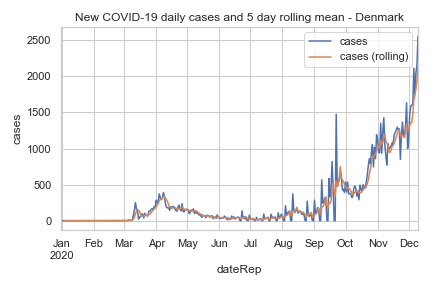 New COVID-19 daily cases and 5 day rolling mean - Denmark
cases
cases (rolling)
2500
2000
1500
1000
500
0
cases
Jan Feb Mar Apr May Jun Jul Aug Sep Oct Nov Dec
2020
dateRep